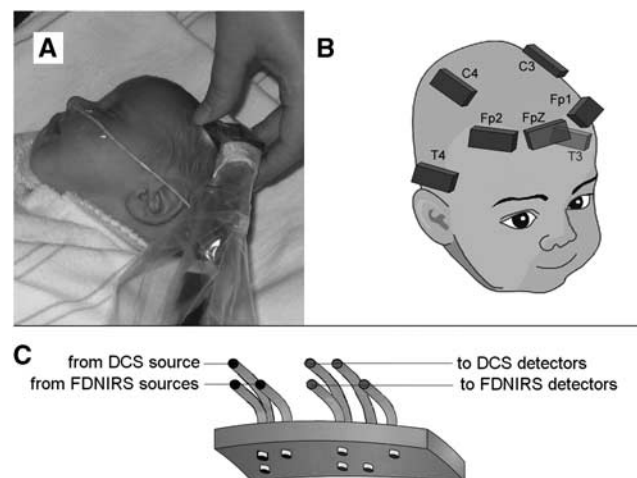 A
B
C4
C3
Fp1
Fp2
FpZ
T3
T4
C
from DCS source
to DCS detectors
from FDNIRS sources
to FDNIRS detectors